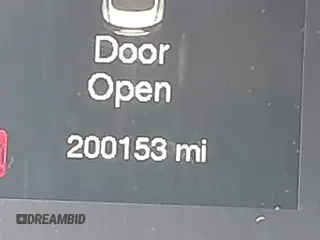 Door
Open
200153 mi
DREAMBID